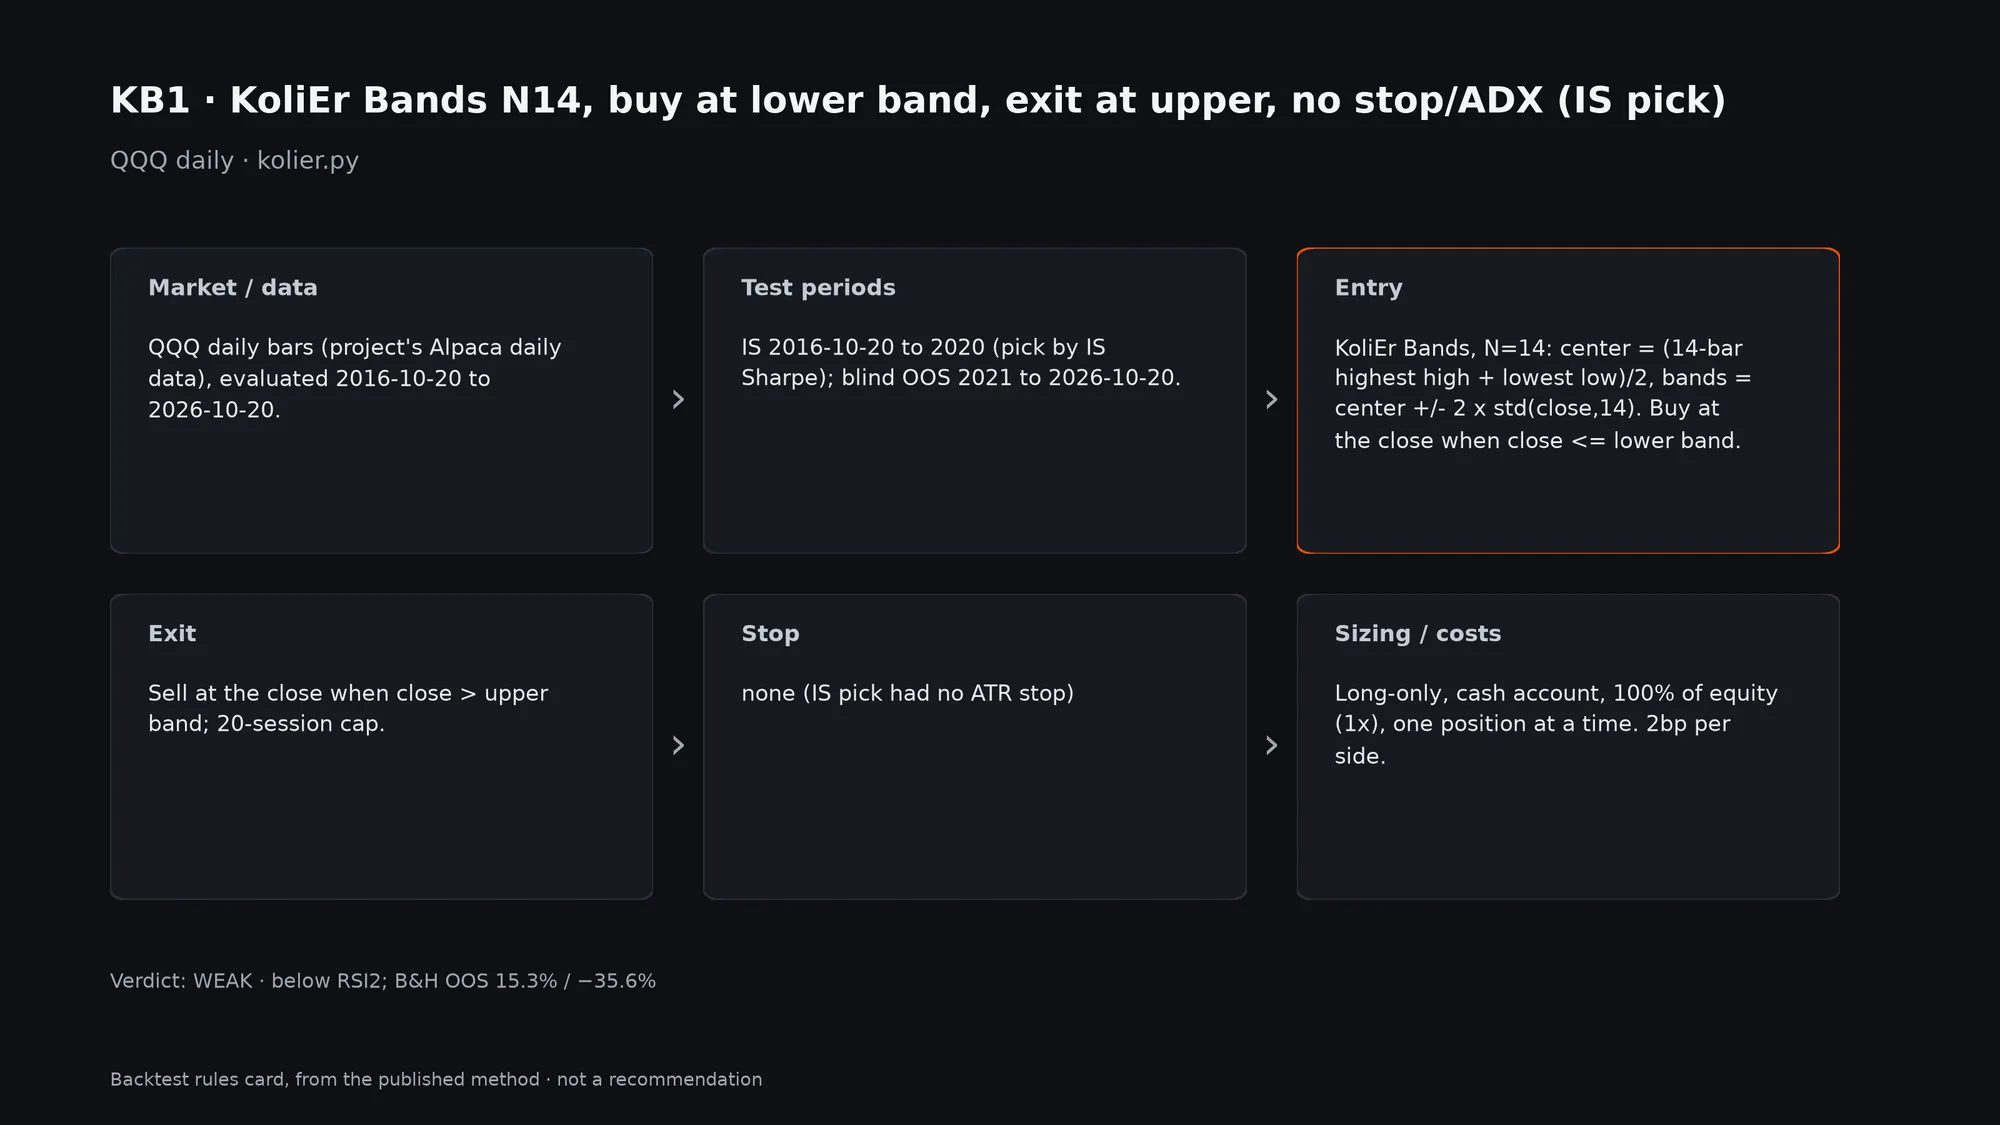 KB1 · KoliEr Bands N14, buy at lower band, exit at upper, no stop/ADX (IS pick)
QQQ daily · kolier.py
Market / data
QQQ daily bars (project's Alpaca daily
data), evaluated 2016-10-20 to
2026-10-20.
›
Test periods
IS 2016-10-20 to 2020 (pick by IS
Sharpe); blind OOS 2021 to 2026-10-20.
›
Entry
KoliEr Bands, N=14: center = (14-bar
highest high + lowest low)/2, bands =
center +/- 2 x std(close,14). Buy at
the close when close <= lower band.
Exit
Sell at the close when close > upper
band; 20-session cap.
›
Stop
none (IS pick had no ATR stop)
›
Sizing / costs
Long-only, cash account, 100% of equity
(1x), one position at a time. 2bp per
side.
Verdict: WEAK · below RSI2; B&H OOS 15.3% / −35.6%
Backtest rules card, from the published method · not a recommendation